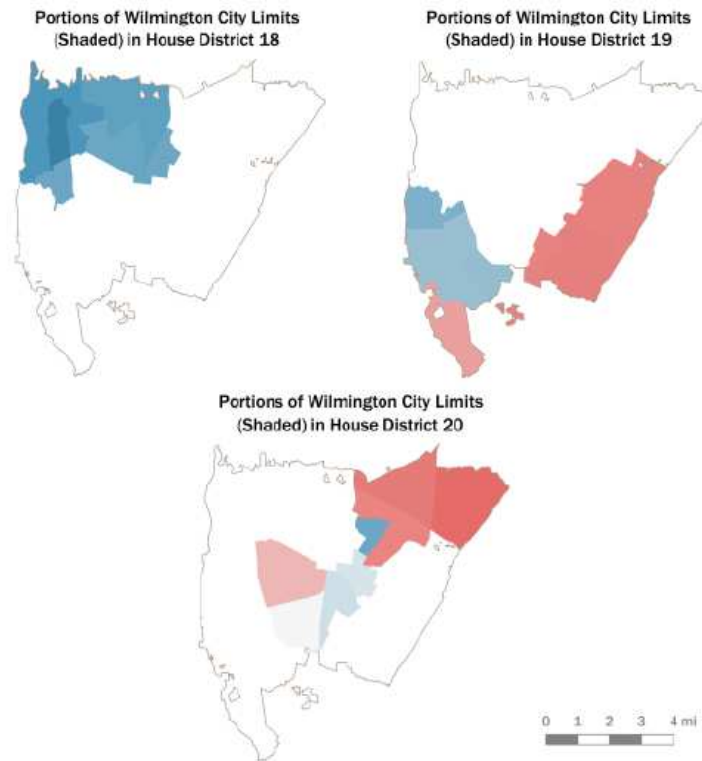 Portions of Wilmington City Limits
(Shaded) in House District 18
Portions of Wilmington City Limits
(Shaded) in House District 19
Portions of Wilmington City Limits
(Shaded) in House District 20
0 1 2 3 4 mi